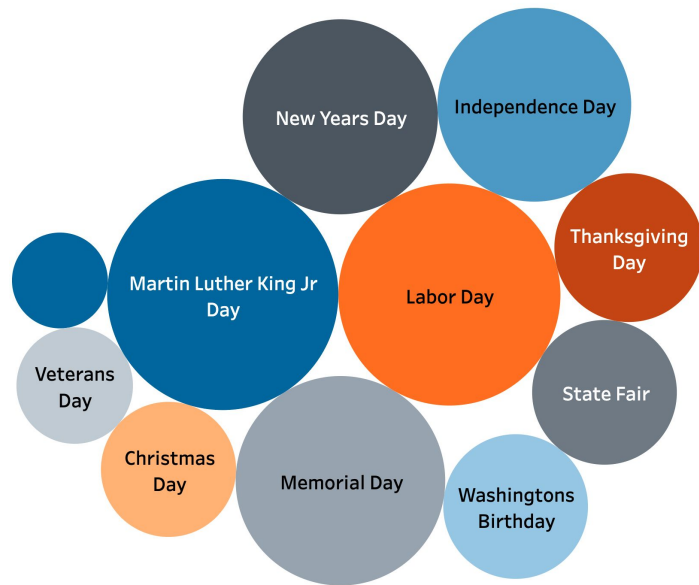 New Years Day
Independence Day
Thanksgiving
Day
Martin Luther King Jr
Day
Labor Day
Veterans
Day
State Fair
Christmas
Day
Memorial Day
Washingtons
Birthday